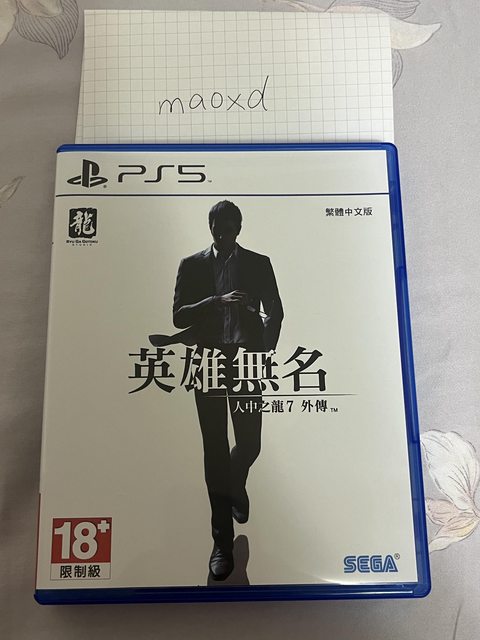 maoxd
PS5
繁體中文版
龍
RYU GA GOTOKU
STUDIO
英雄無名
人中之龍7 外傳™
18+
限制級
SEGA®